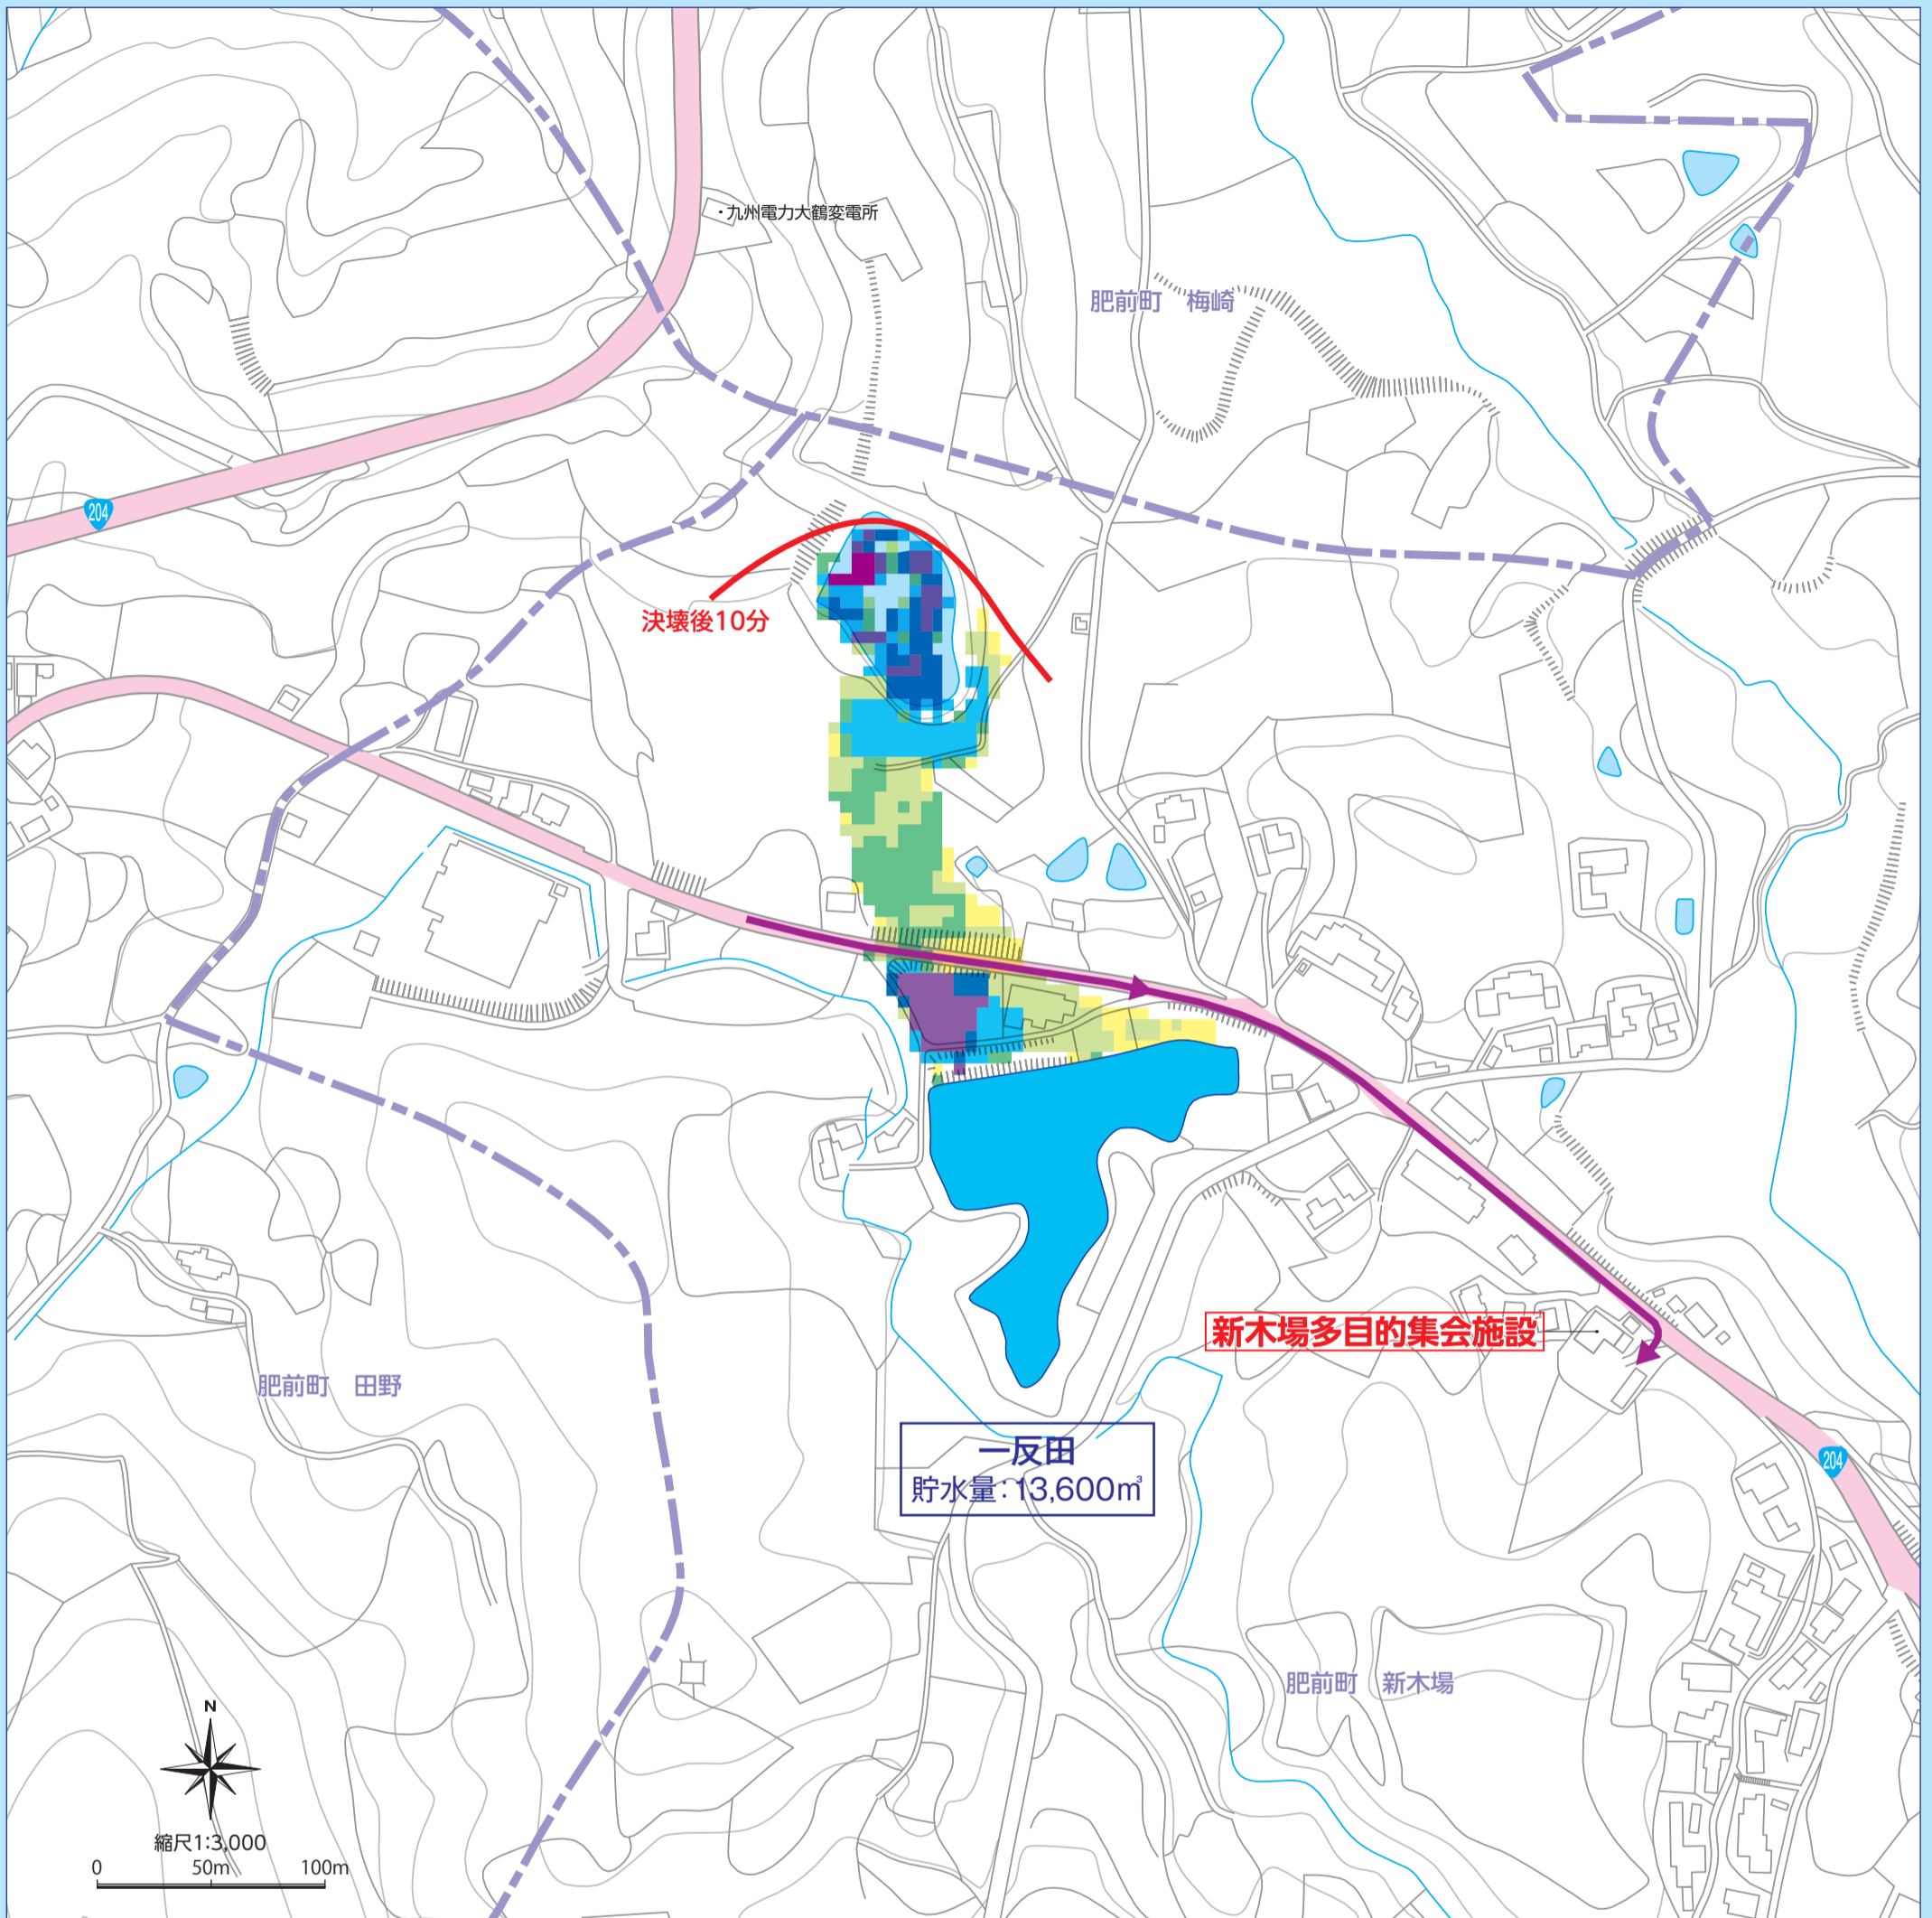 ・九州電力大鶴変電所
肥前町　梅崎
204
決壊後10分
新木場多目的集会施設
肥前町　田野
一反田
貯水量：13,600㎥
204
肥前町　新木場
N
縮尺1:3,000
0 50m 100m